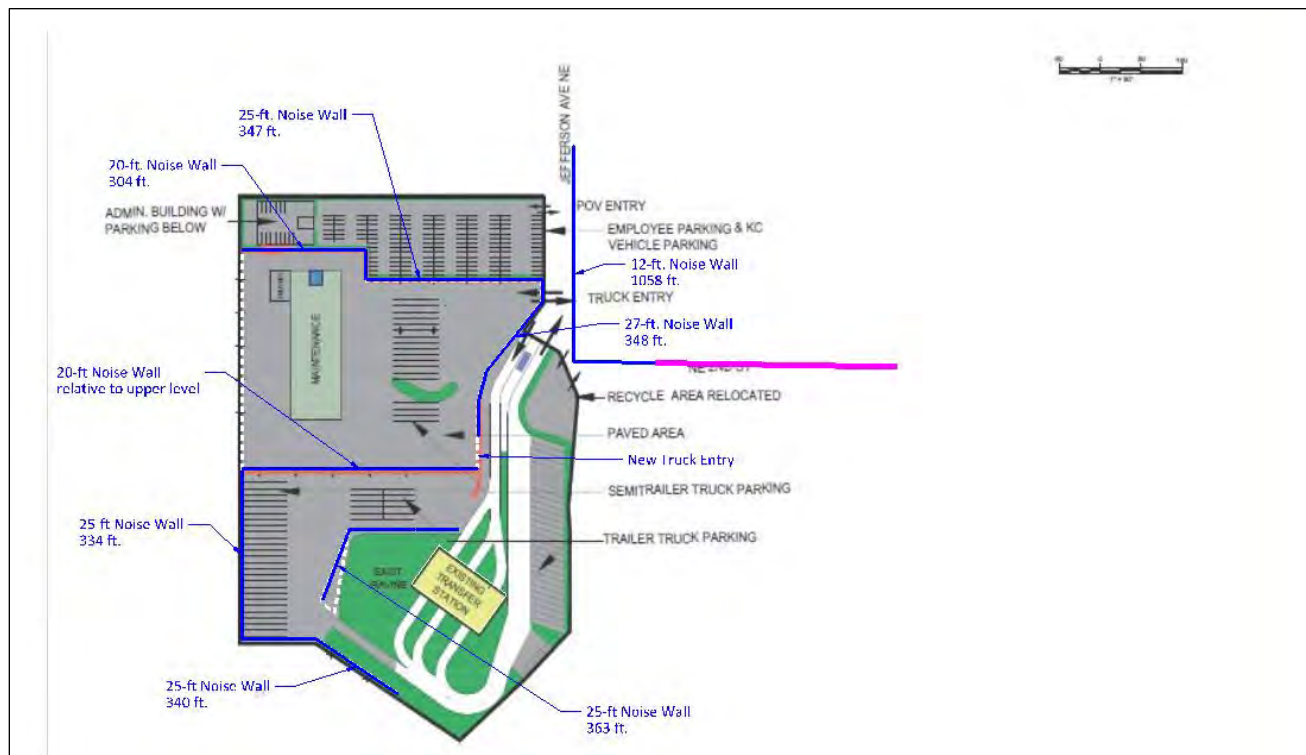 JEFFERSON AVE NE
25-ft. Noise Wall
347 ft.
20-ft. Noise Wall
304 ft.
ADMIN. BUILDING W/
PARKING BELOW
POV ENTRY
EMPLOYEE PARKING & KC
VEHICLE PARKING
12-ft. Noise Wall
1058 ft.
TRUCK ENTRY
27-ft. Noise Wall
348 ft.
MAINTENANCE
20-ft Noise Wall
relative to upper level
RECYCLE AREA RELOCATED
PAVED AREA
New Truck Entry
SEMITRAILER TRUCK PARKING
25 ft Noise Wall
334 ft.
TRAILER TRUCK PARKING
EAST
EXISTING
TRANSFER
STATION
25-ft Noise Wall
340 ft.
25-ft Noise Wall
363 ft.